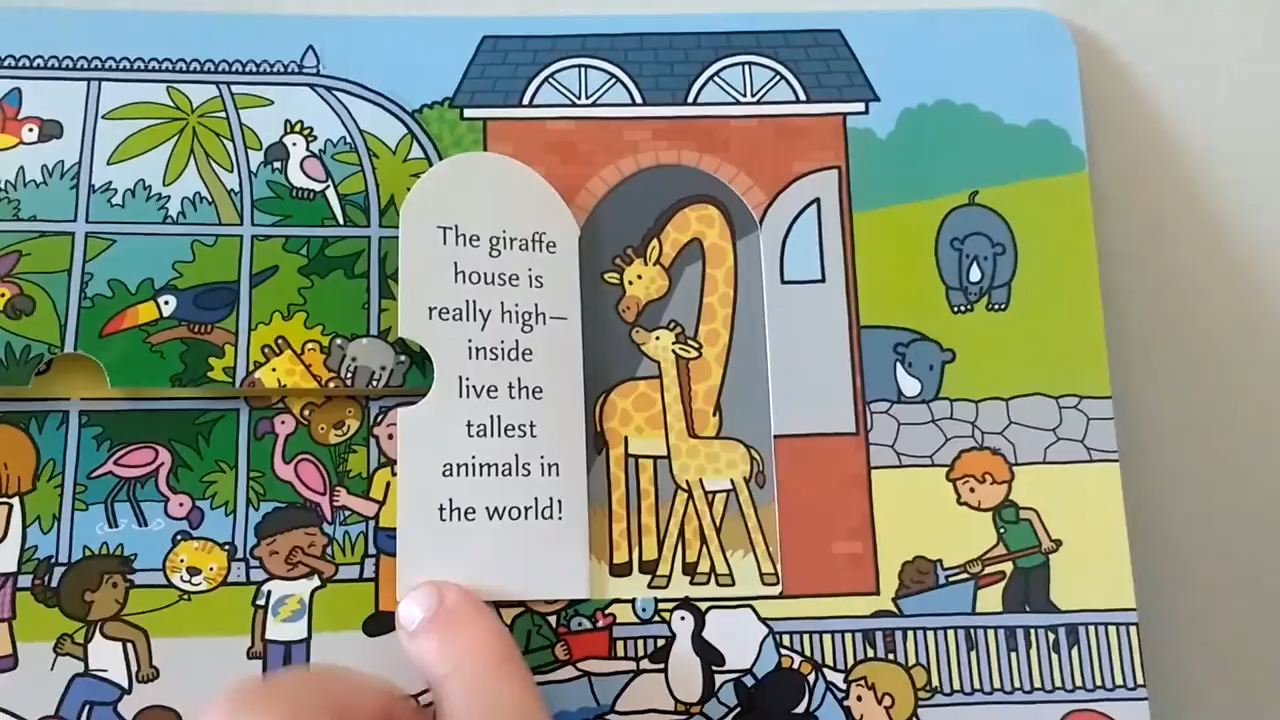 The giraffe
house is
really high—
inside
live the
tallest
animals in
the world!